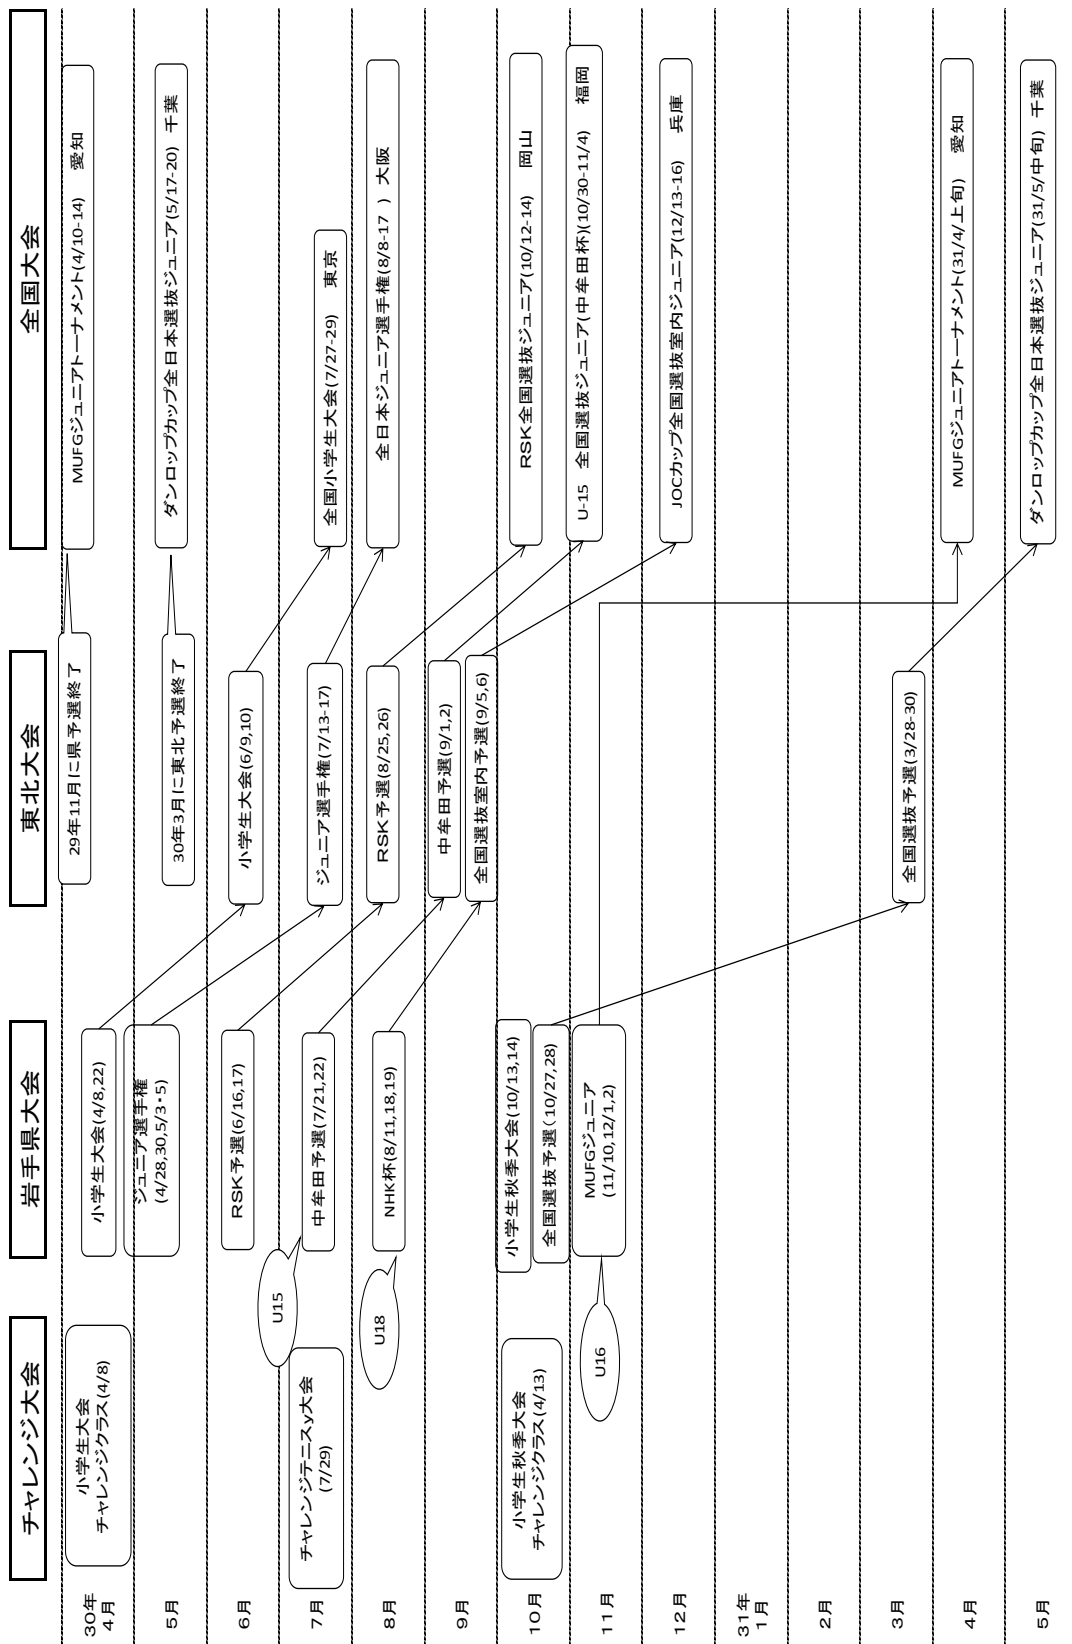 チャレンジ大会
岩手県大会
東北大会
全国大会
30年
4月
小学生大会
チャレンジクラス(4/8)
小学生大会(4/8,22)
29年11月に県予選終了
MUFGジュニアトーナメント(4/10-14) 愛知
ジュニア選手権
(4/28,30,5/3・5)
5月
30年3月に東北予選終了
ダンロップカップ全日本選抜ジュニア(5/17-20) 千葉
6月
RSK予選(6/16,17)
小学生大会(6/9,10)
7月
チャレンジテニスy大会
(7/29)
U15
中牟田予選(7/21,22)
ジュニア選手権(7/13-17)
全国小学生大会(7/27-29) 東京
8月
U18
NHK杯(8/11,18,19)
RSK予選(8/25,26)
全日本ジュニア選手権(8/8-17 ) 大阪
9月
中牟田予選(9/1,2)
全国選抜室内予選(9/5,6)
10月
小学生秋季大会
チャレンジクラス(4/13)
小学生秋季大会(10/13,14)
全国選抜予選(10/27,28)
RSK全国選抜ジュニア(10/12-14) 岡山
U-15 全国選抜ジュニア(中牟田杯)(10/30-11/4) 福岡
11月
U16
MUFGジュニア
(11/10,12/1,2)
12月
JOCカップ全国選抜室内ジュニア(12/13-16) 兵庫
31年
1月
2月
3月
全国選抜予選(3/28-30)
4月
MUFGジュニアトーナメント(31/4/上旬) 愛知
5月
ダンロップカップ全日本選抜ジュニア(31/5/中旬) 千葉